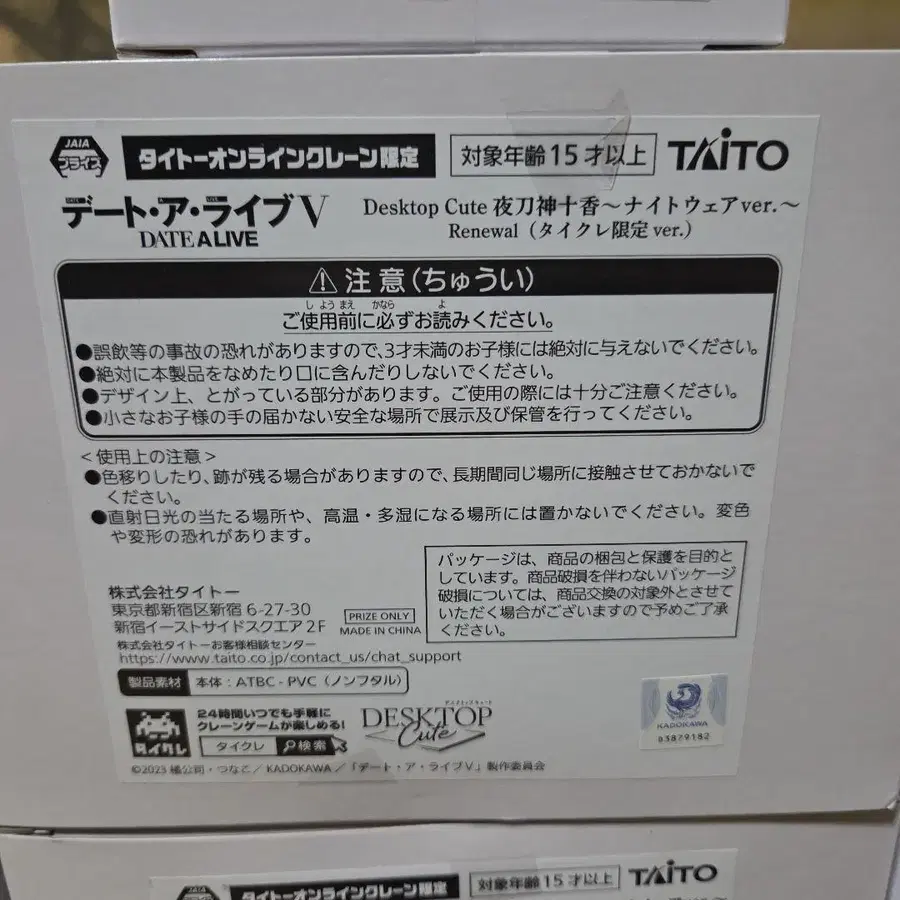 JAIA
プライズ
タイトーオンラインクレーン限定
対象年齢15才以上
TAITO
デート・ア・ライブV
DATE A LIVE
Desktop Cute 夜刀神十香～ナイトウェアver.～
Renewal（タイクレ限定ver.）
⚠注意(ちゅうい)
しようまえ かなら よ
ご使用前に必ずお読みください。
●誤飲等の事故の恐れがありますので、3才未満のお子様には絶対に与えないでください。
●絶対に本製品をなめたり口に含んだりしないでください。
●デザイン上、とがっている部分があります。ご使用の際には十分ご注意ください。
●小さなお子様の手の届かない安全な場所で展示及び保管を行ってください。
＜使用上の注意＞
●色移りしたり、跡が残る場合がありますので、長期間同じ場所に接触させておかないで
ください。
●直射日光の当たる場所や、高温・多湿になる場所には置かないでください。変色
や変形の恐れがあります。
パッケージは、商品の梱包と保護を目的と
しています。商品破損を伴わないパッケージ
破損については、商品交換の対象外とさせて
いただく場合がございますので予めご了承
ください。
株式会社タイトー
東京都新宿区新宿 6-27-30
新宿イーストサイドスクエア 2F
PRIZE ONLY
MADE IN CHINA
株式会社タイトーお客様相談センター
https://www.taito.co.jp/contact_us/chat_support
製品素材 本体：ATBC-PVC（ノンフタル）
タイクレ
24時間いつでも手軽に
クレーンゲームが楽しめる!
タイクレ 検索
DESKTOP
Cute
KADOKAWA
83879182
©2023 橘公司・つなこ／KADOKAWA／「デート・ア・ライブV」製作委員会
JAIA
タイトーオンラインクレーン限定
対象年齢15才以上
TAITO